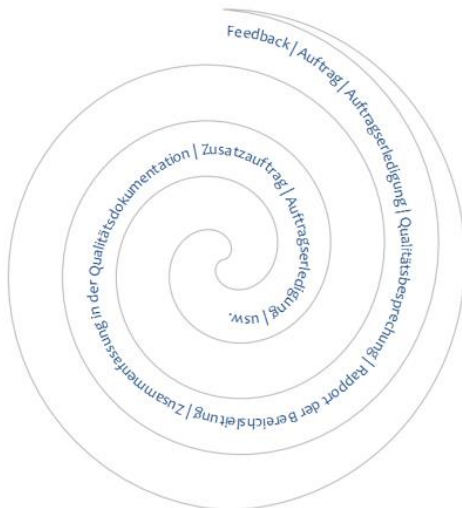 Feedback | Auftrag | Auftragserledigung | Qualitätsbesprechung | Rapport der Bereichsleitung | Zusammenfassung in der Qualitätsdokumentation | Zusatzauftrag | Auftragserledigung | usw.